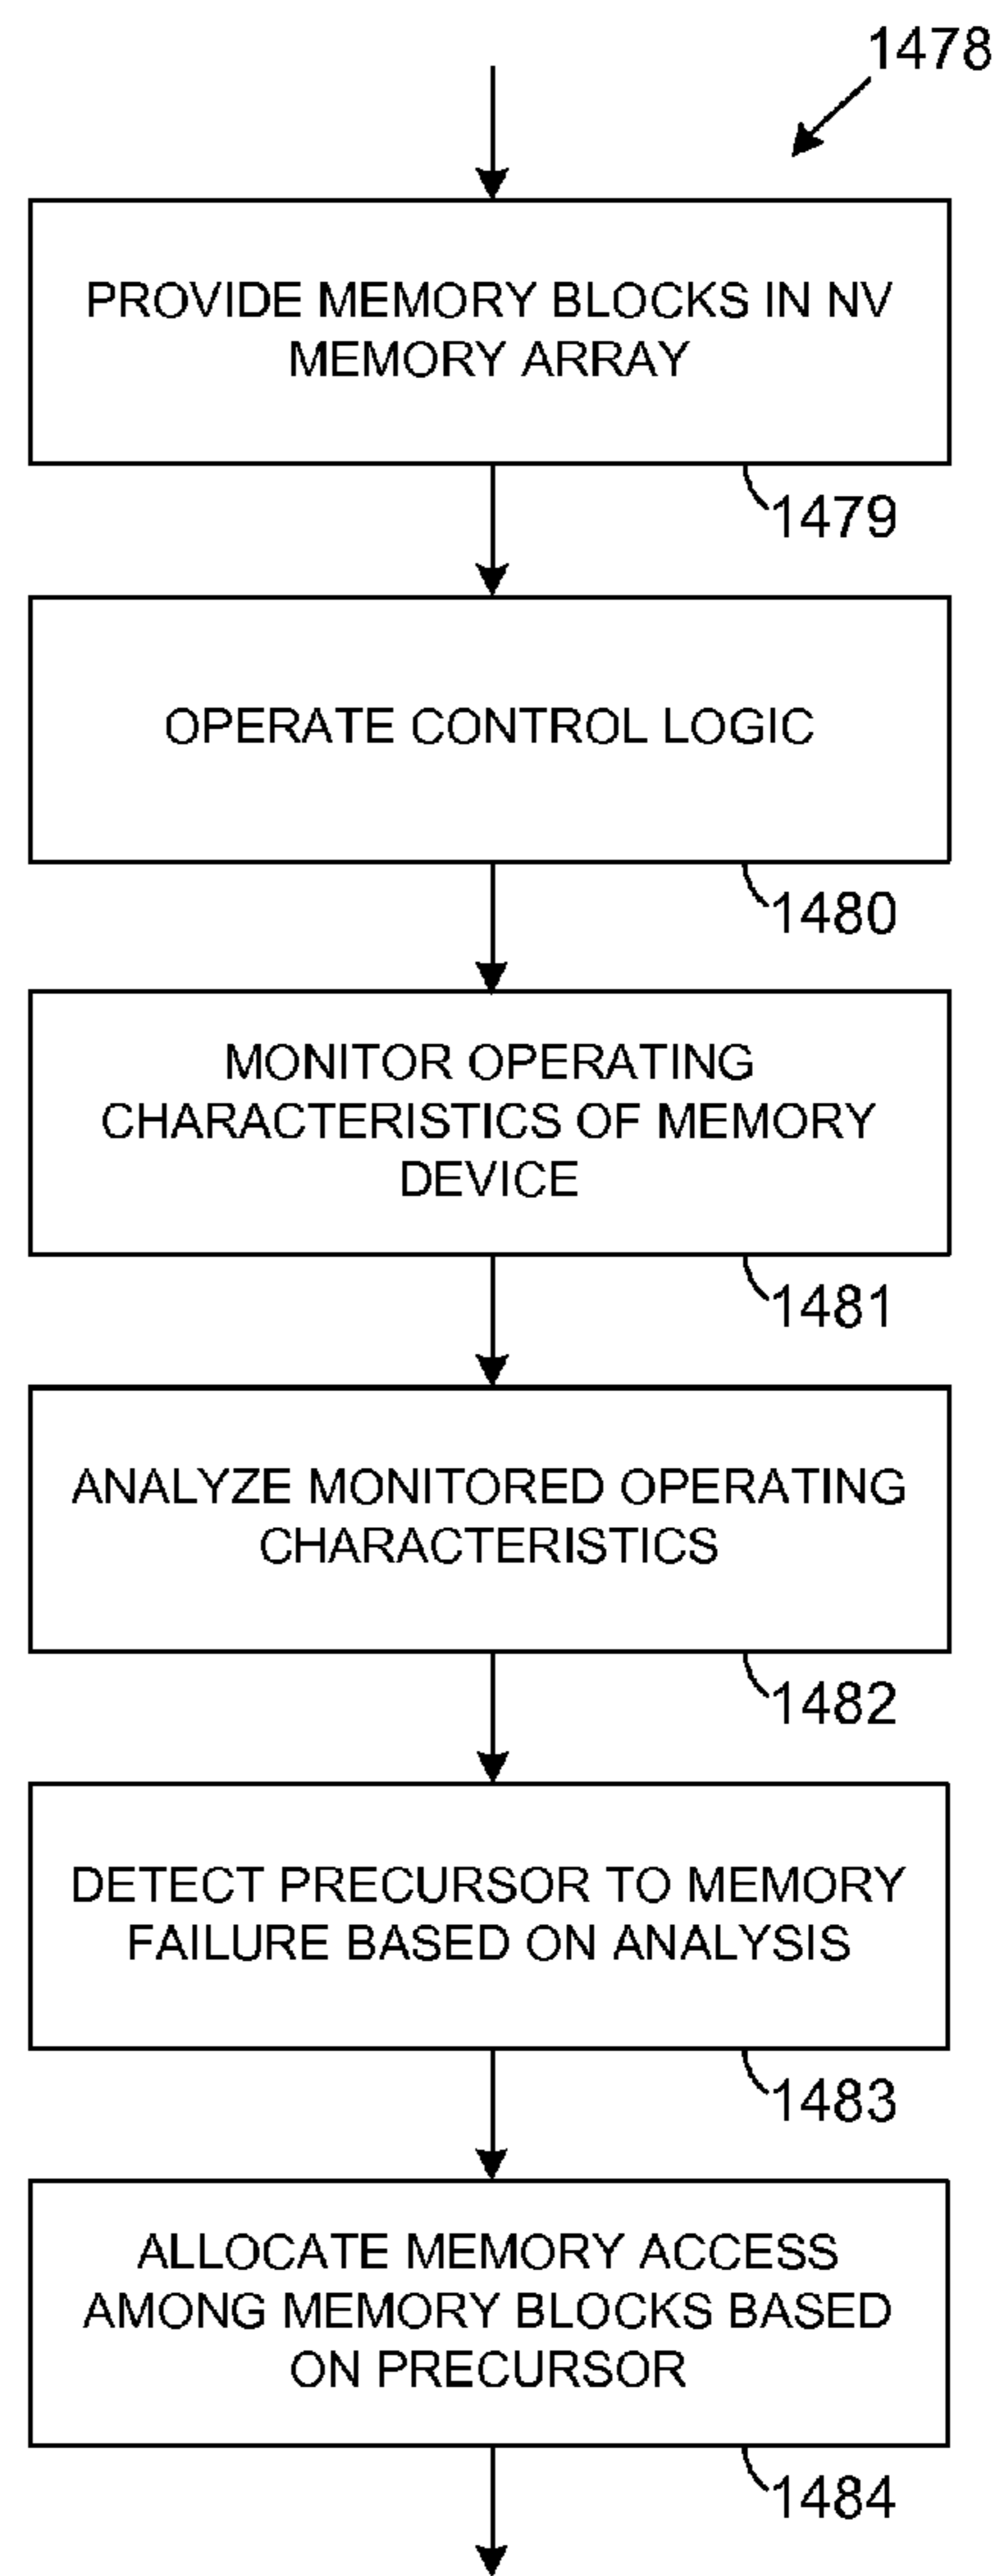 1478
PROVIDE MEMORY BLOCKS IN NV
MEMORY ARRAY
1479
OPERATE CONTROL LOGIC
1480
MONITOR OPERATING
CHARACTERISTICS OF MEMORY
DEVICE
1481
ANALYZE MONITORED OPERATING
CHARACTERISTICS
1482
DETECT PRECURSOR TO MEMORY
FAILURE BASED ON ANALYSIS
1483
ALLOCATE MEMORY ACCESS
AMONG MEMORY BLOCKS BASED
ON PRECURSOR
1484